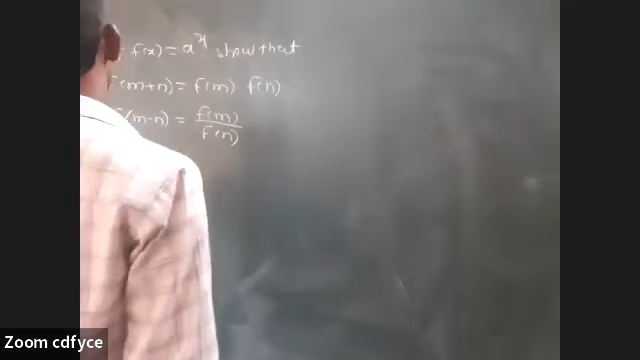 f(x) = a^x show that
f(m+n) = f(m) f(n)
f(m-n) = f(m)/f(n)
Zoom cdfyce